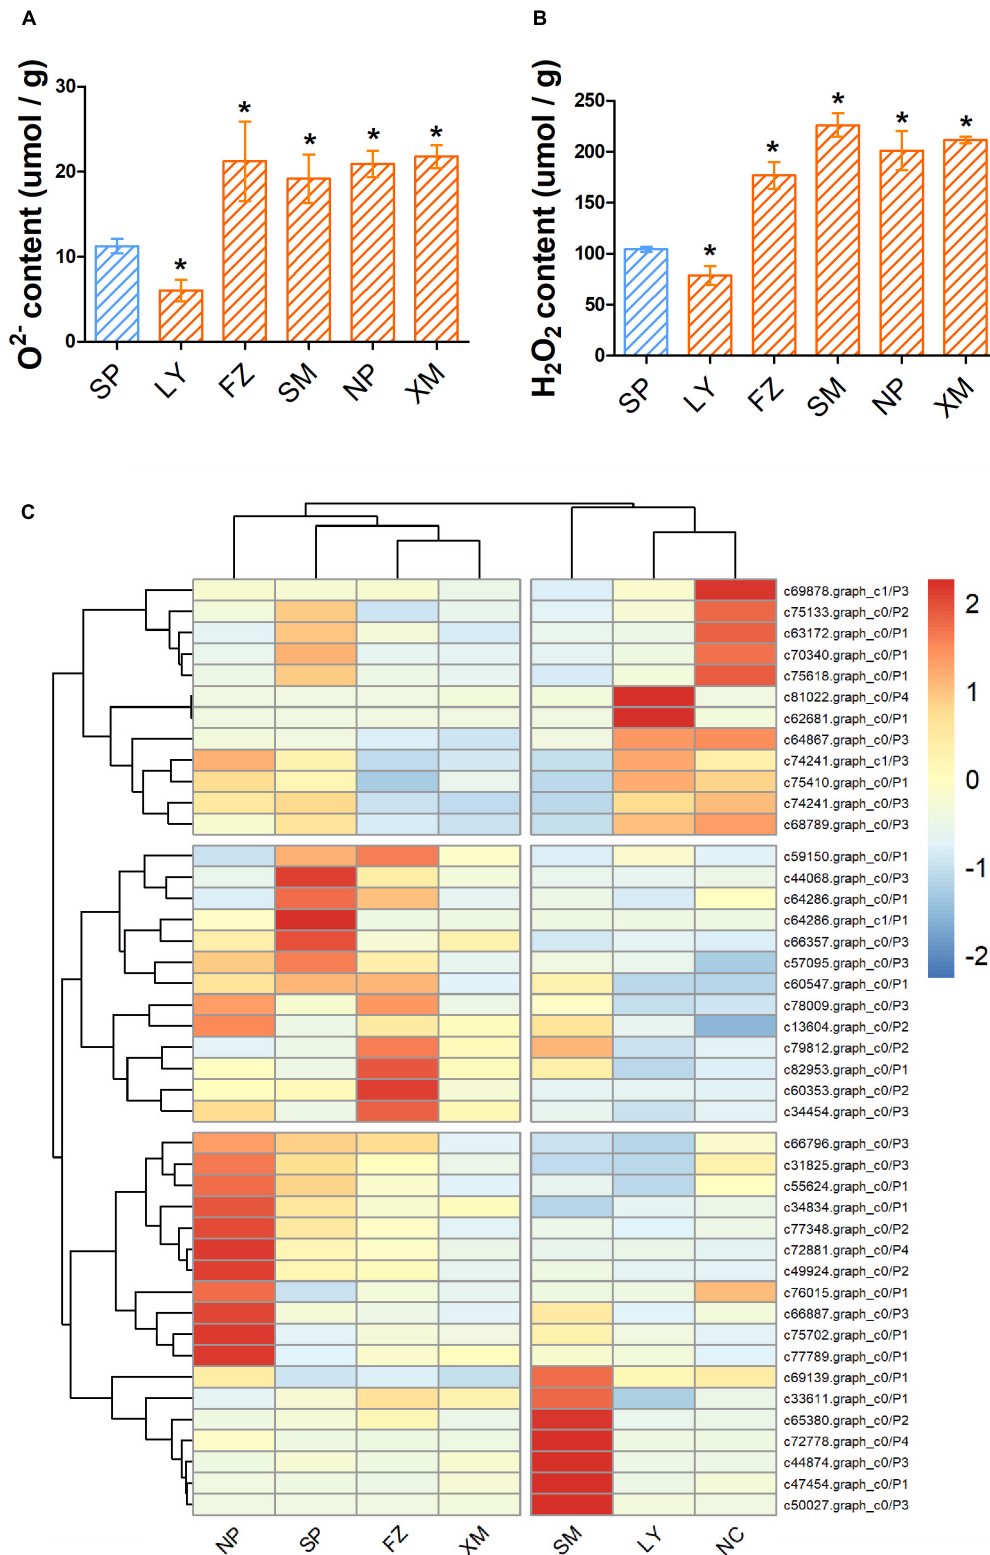 A
B
O2- content (umol / g)
30
20
10
0
*
*
*
*
*
SP
LY
FZ
SM
NP
XM
H2O2 content (umol / g)
250
200
150
100
50
0
*
*
*
*
*
SP
LY
FZ
SM
NP
XM
C
c69878.graph_c1/P3
c75133.graph_c0/P2
c63172.graph_c0/P1
c70340.graph_c0/P1
c75618.graph_c0/P1
c81022.graph_c0/P4
c62681.graph_c0/P1
c64867.graph_c0/P3
c74241.graph_c1/P3
c75410.graph_c0/P1
c74241.graph_c0/P3
c68789.graph_c0/P3
c59150.graph_c0/P1
c44068.graph_c0/P3
c64286.graph_c0/P1
c64286.graph_c1/P1
c66357.graph_c0/P3
c57095.graph_c0/P3
c60547.graph_c0/P1
c78009.graph_c0/P3
c13604.graph_c0/P2
c79812.graph_c0/P2
c82953.graph_c0/P1
c60353.graph_c0/P2
c34454.graph_c0/P3
c66796.graph_c0/P3
c31825.graph_c0/P3
c55624.graph_c0/P1
c34834.graph_c0/P1
c77348.graph_c0/P2
c72881.graph_c0/P4
c49924.graph_c0/P2
c76015.graph_c0/P1
c66887.graph_c0/P3
c75702.graph_c0/P1
c77789.graph_c0/P1
c69139.graph_c0/P1
c33611.graph_c0/P1
c65380.graph_c0/P2
c72778.graph_c0/P4
c44874.graph_c0/P3
c47454.graph_c0/P1
c50027.graph_c0/P3
2
1
0
-1
-2
NP
SP
FZ
XM
SM
LY
NC